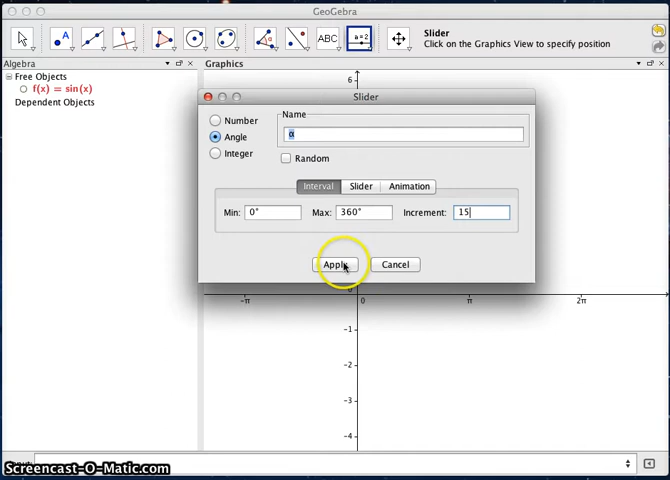 GeoGebra
ABC
a=2
Slider
Click on the Graphics View to specify position
Algebra
Graphics
Free Objects
f(x) = sin(x)
Dependent Objects
6
Slider
Number
Angle
Integer
Name
α
Random
Interval Slider Animation
Min: 0° Max: 360° Increment: 15
Apply Cancel
-π 0 π 2π
-1
-2
-3
-4
Screencast-O-Matic.com